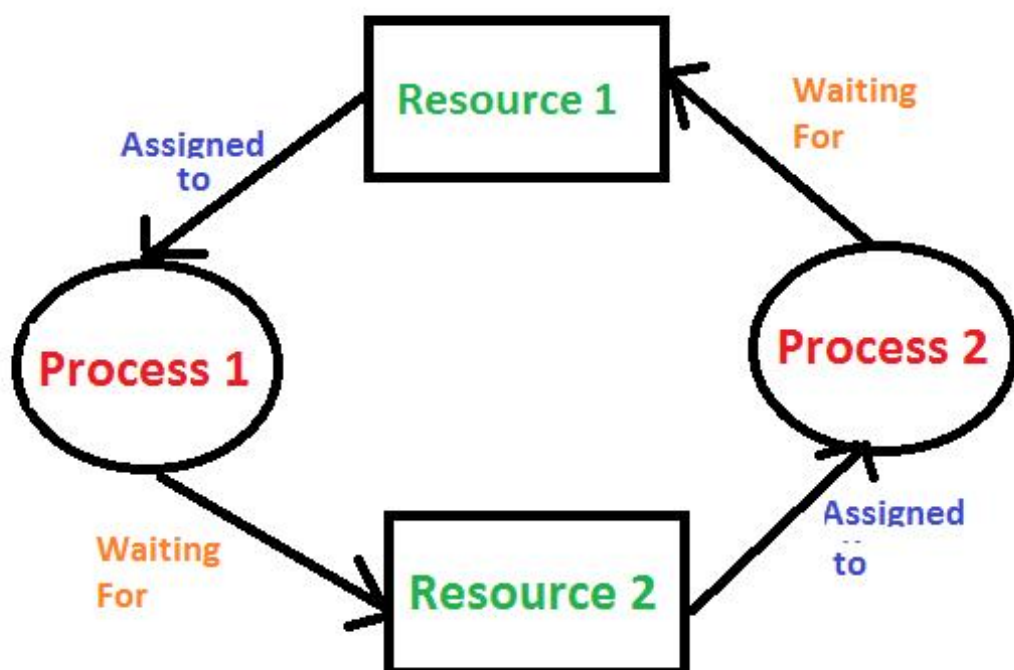 Resource 1
Waiting
For
Assigned
to
Process 1
Process 2
Waiting
For
Resource 2
Assigned
to